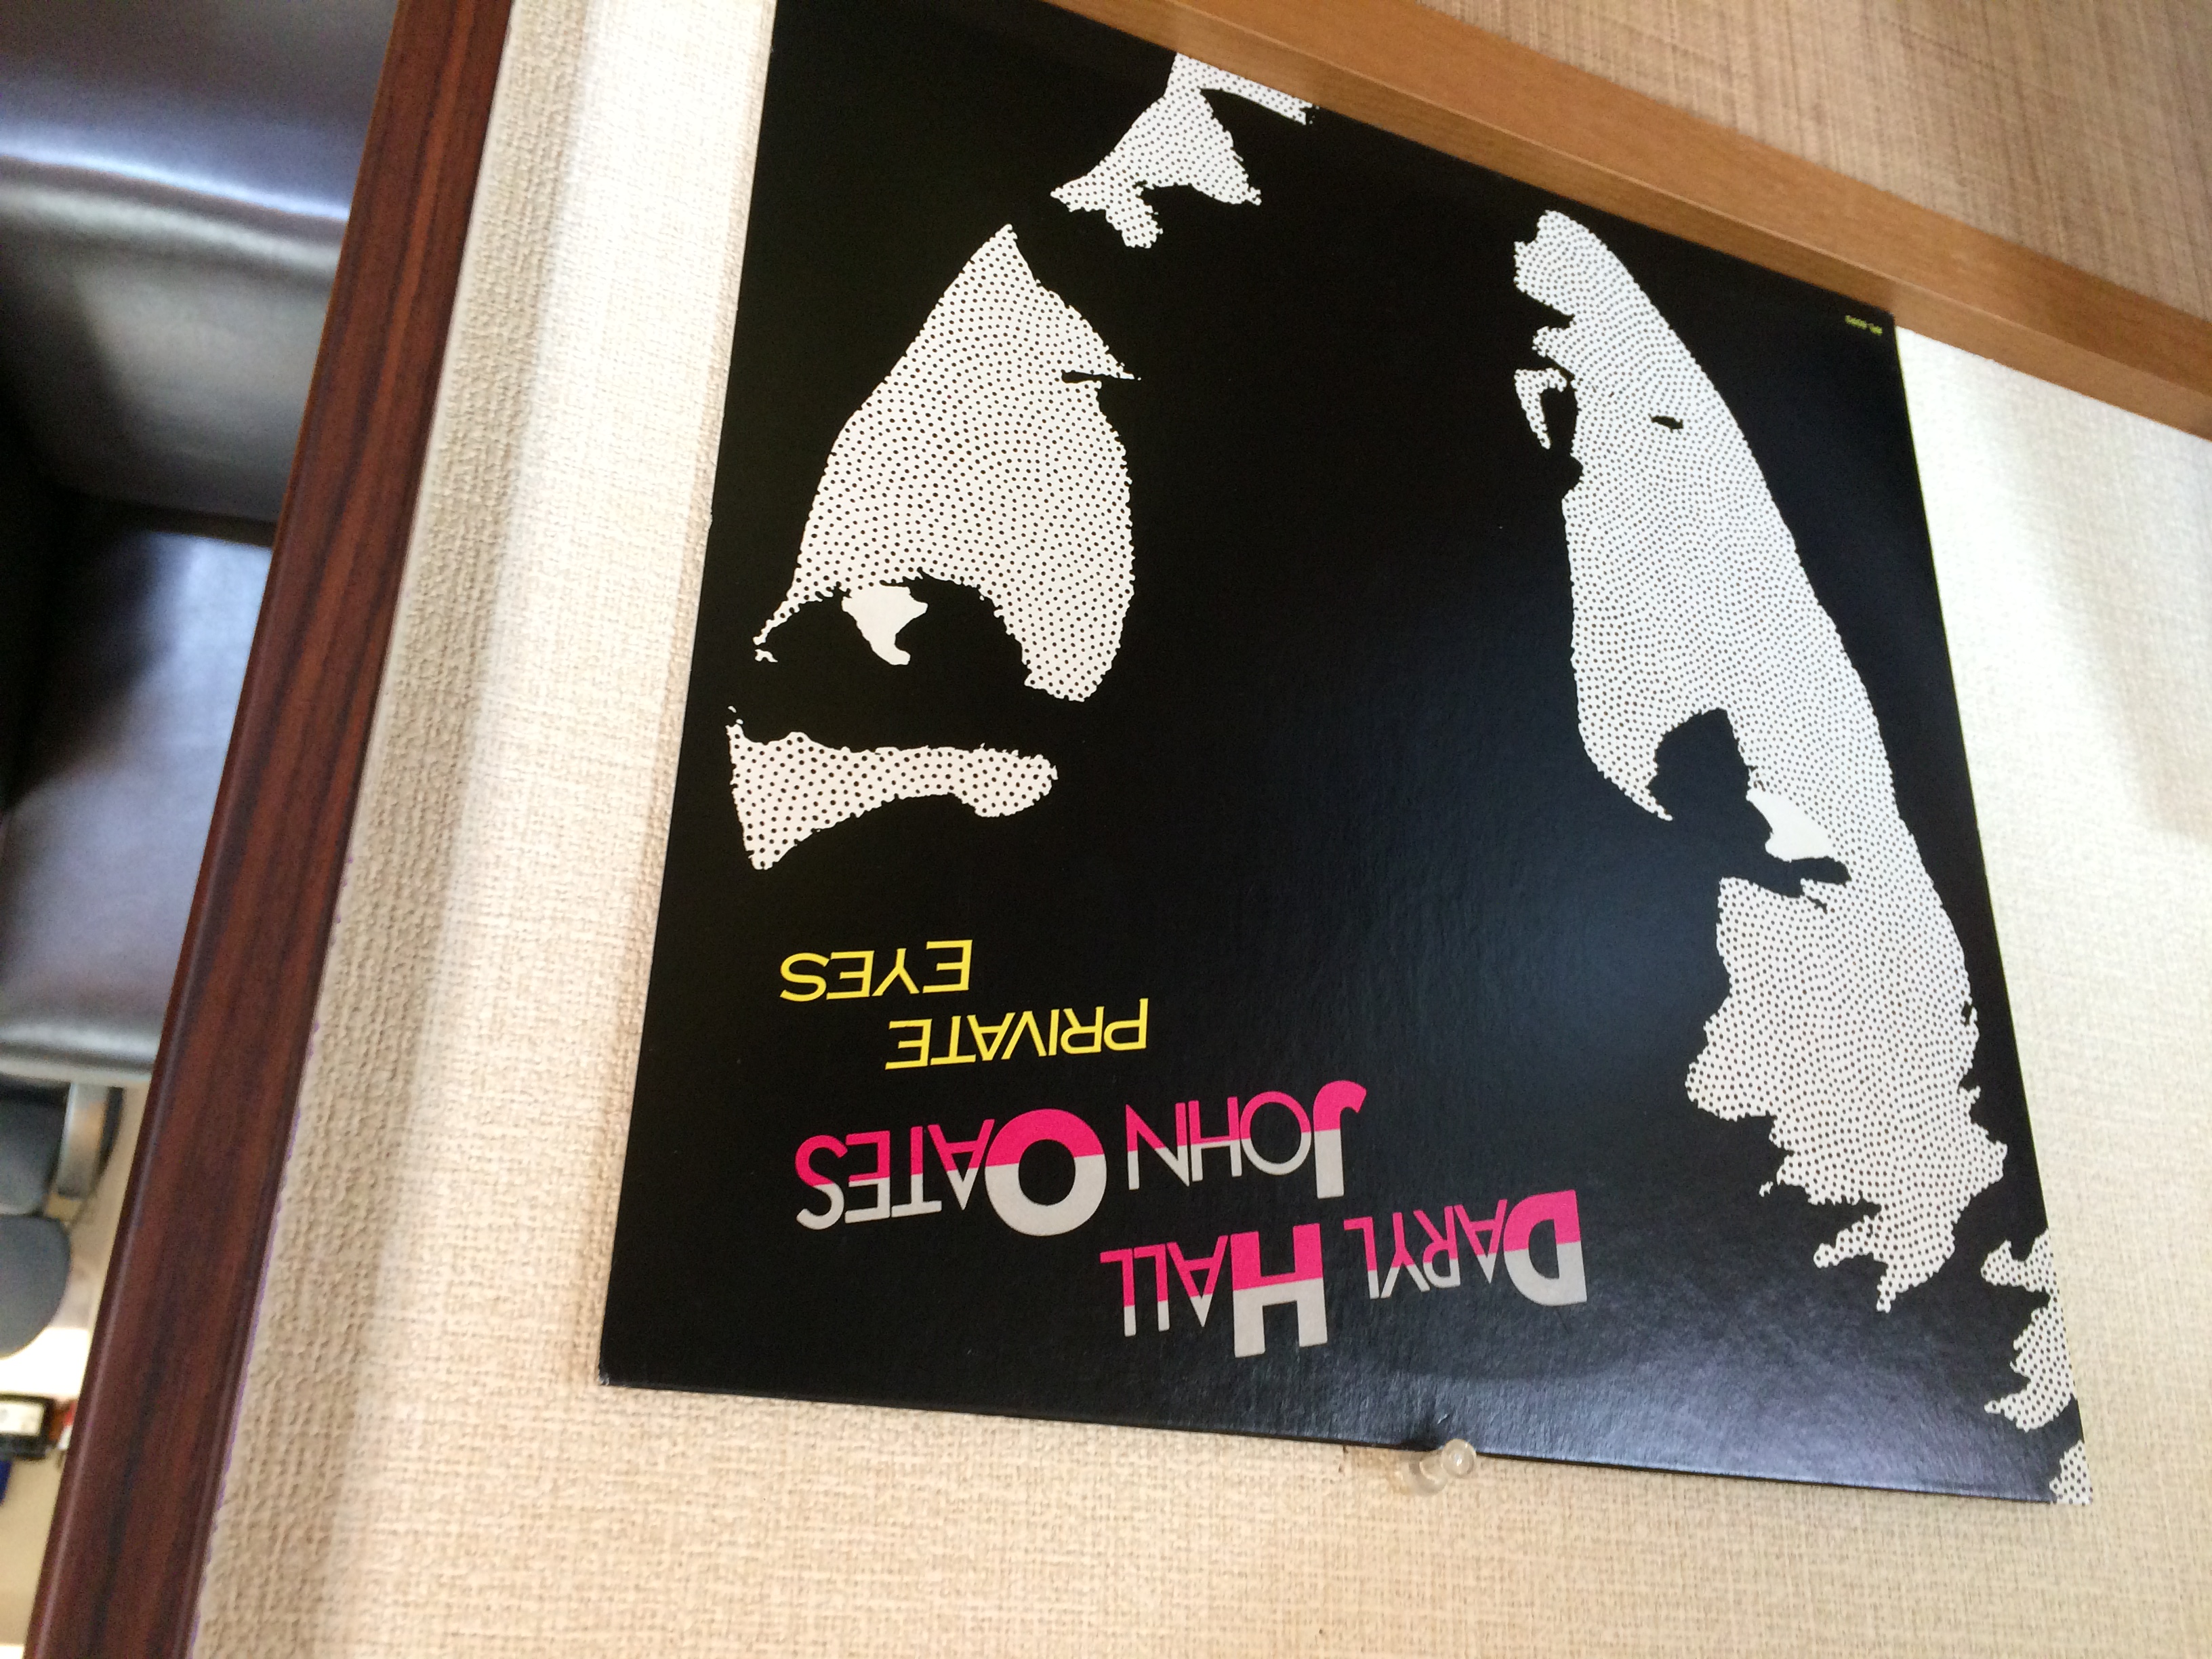 DARYL HALL
JOHN OATES
PRIVATE
EYES